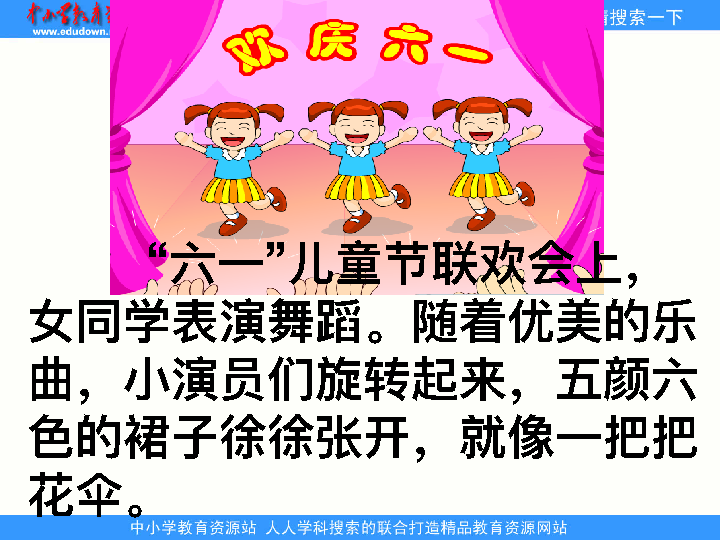 中小学教育资
请搜索一下
www.edudown.
欢庆六一
“六一”儿童节联欢会上，
女同学表演舞蹈。随着优美的乐
曲，小演员们旋转起来，五颜六
色的裙子徐徐张开，就像一把把
花伞。
中小学教育资源站 人人学科搜索的联合打造精品教育资源网站